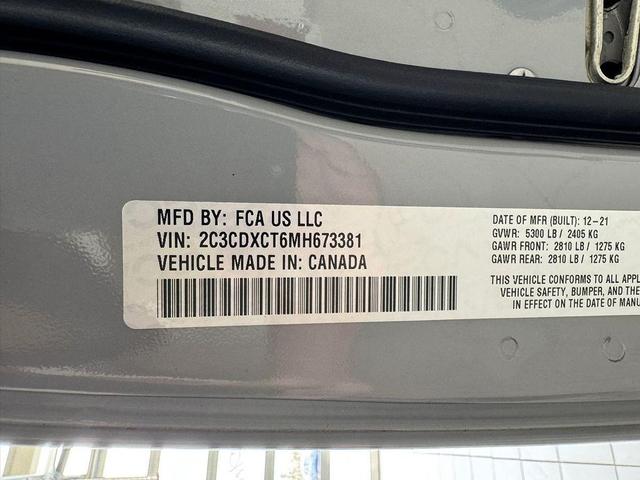 MFD BY: FCA US LLC
VIN: 2C3CDXCT6MH673381
VEHICLE MADE IN: CANADA
DATE OF MFR (BUILT): 12-21
GVWR: 5300 LB / 2405 KG
GAWR FRONT: 2810 LB / 1275 KG
GAWR REAR: 2810 LB / 1275 KG
THIS VEHICLE CONFORMS TO ALL APPL
VEHICLE SAFETY, BUMPER, AND THE
IN EFFECT ON THE DATE OF MANU